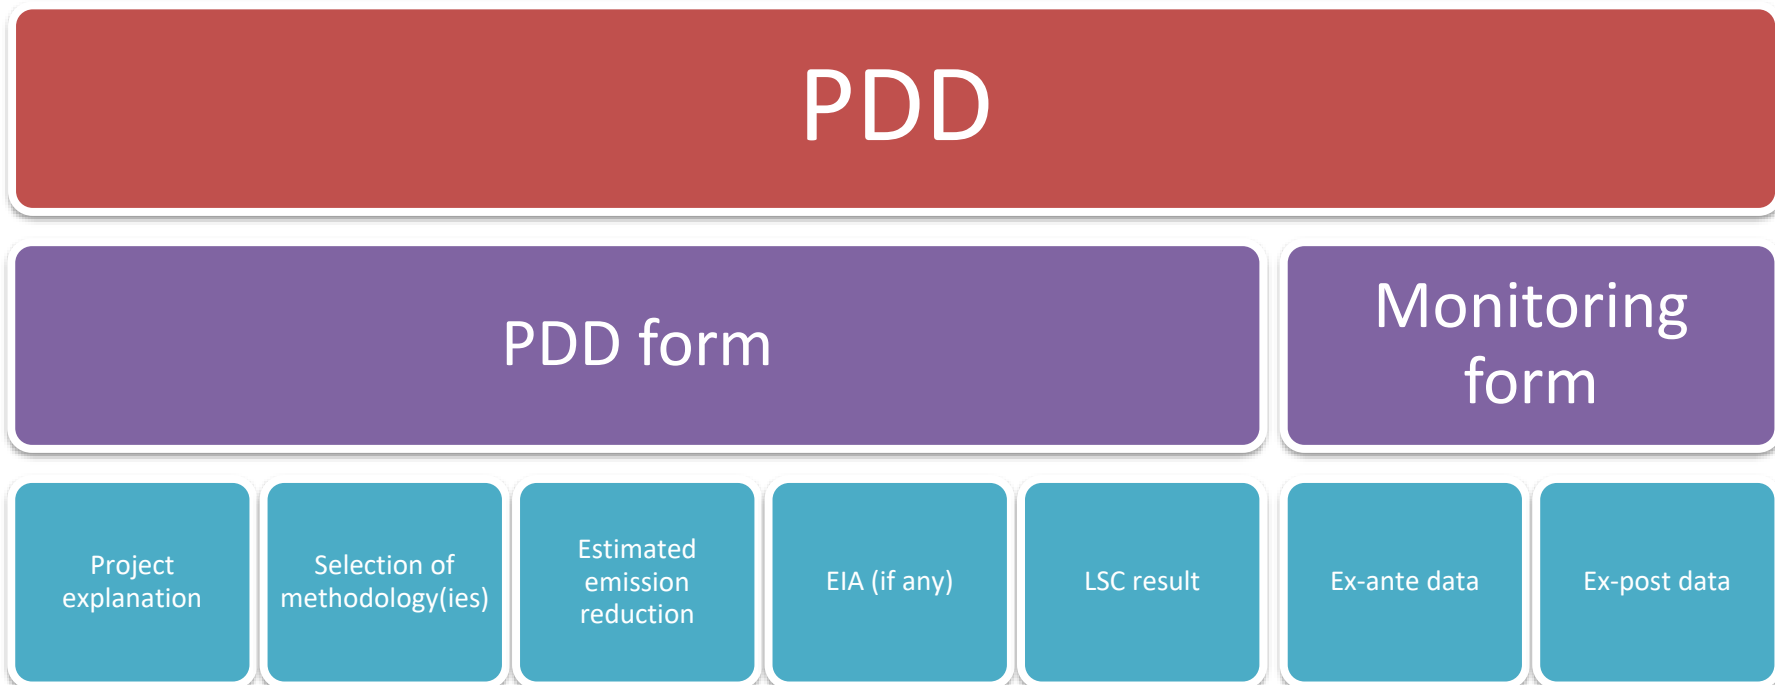 PDD
PDD form
Monitoring
form
Project
explanation
Selection of
methodology(ies)
Estimated
emission
reduction
EIA (if any)
LSC result
Ex-ante data
Ex-post data